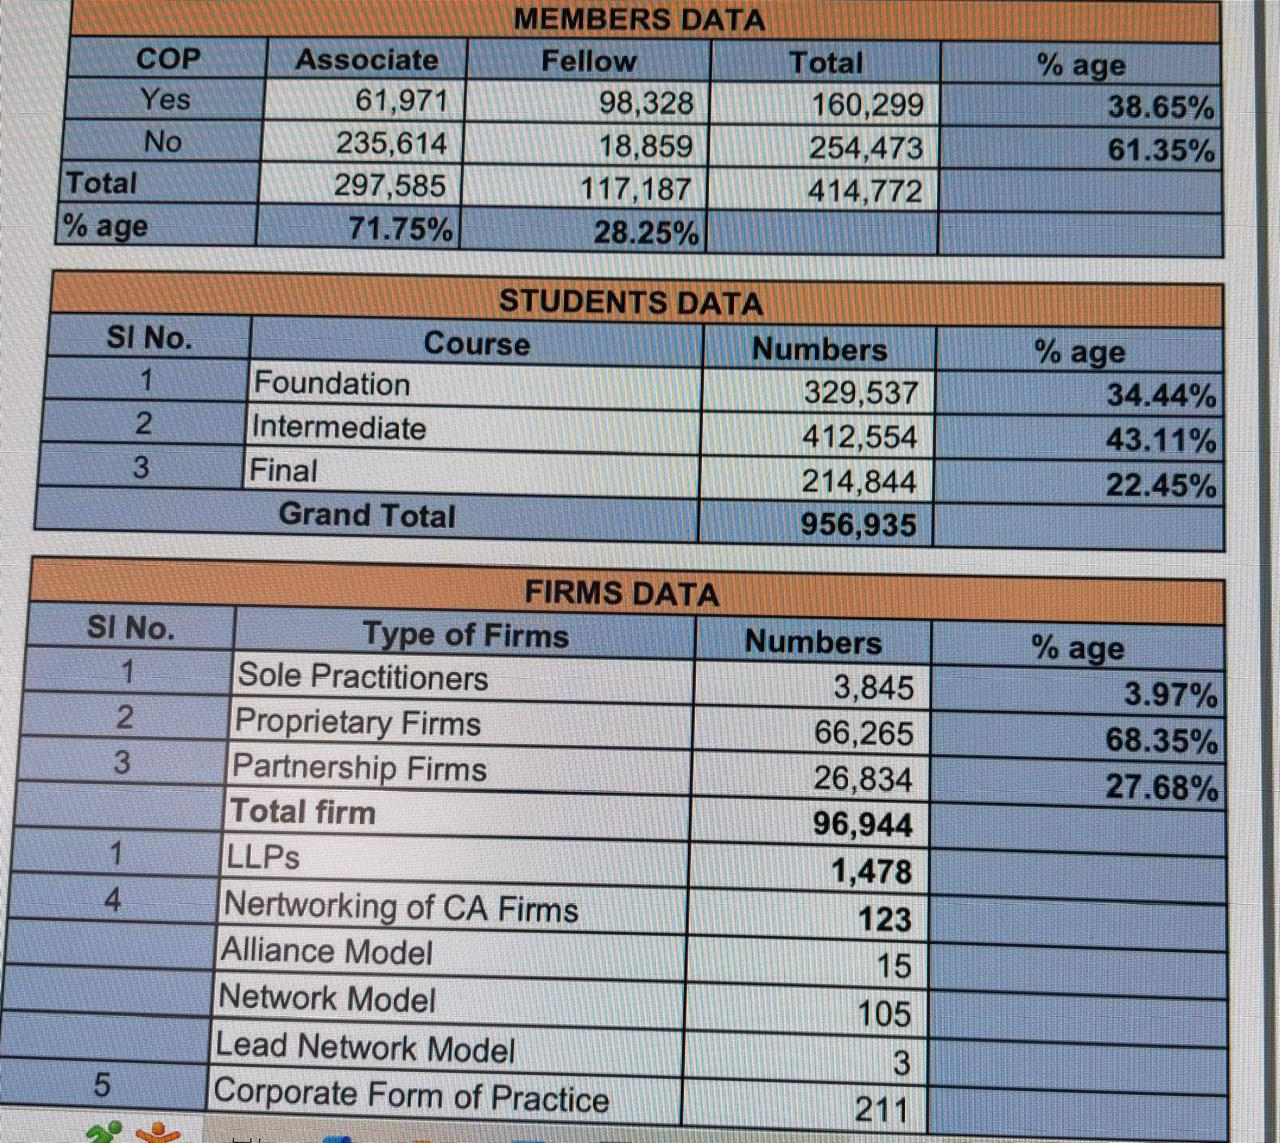 MEMBERS DATA
COP Associate Fellow Total % age
Yes 61,971 98,328 160,299 38.65%
No 235,614 18,859 254,473 61.35%
Total 297,585 117,187 414,772
% age 71.75% 28.25%
STUDENTS DATA
SI No. Course Numbers % age
1 Foundation 329,537 34.44%
2 Intermediate 412,554 43.11%
3 Final 214,844 22.45%
Grand Total 956,935
FIRMS DATA
SI No. Type of Firms Numbers % age
1 Sole Practitioners 3,845 3.97%
2 Proprietary Firms 66,265 68.35%
3 Partnership Firms 26,834 27.68%
Total firm 96,944
1 LLPs 1,478
4 Nertworking of CA Firms 123
Alliance Model 15
Network Model 105
Lead Network Model 3
5 Corporate Form of Practice 211